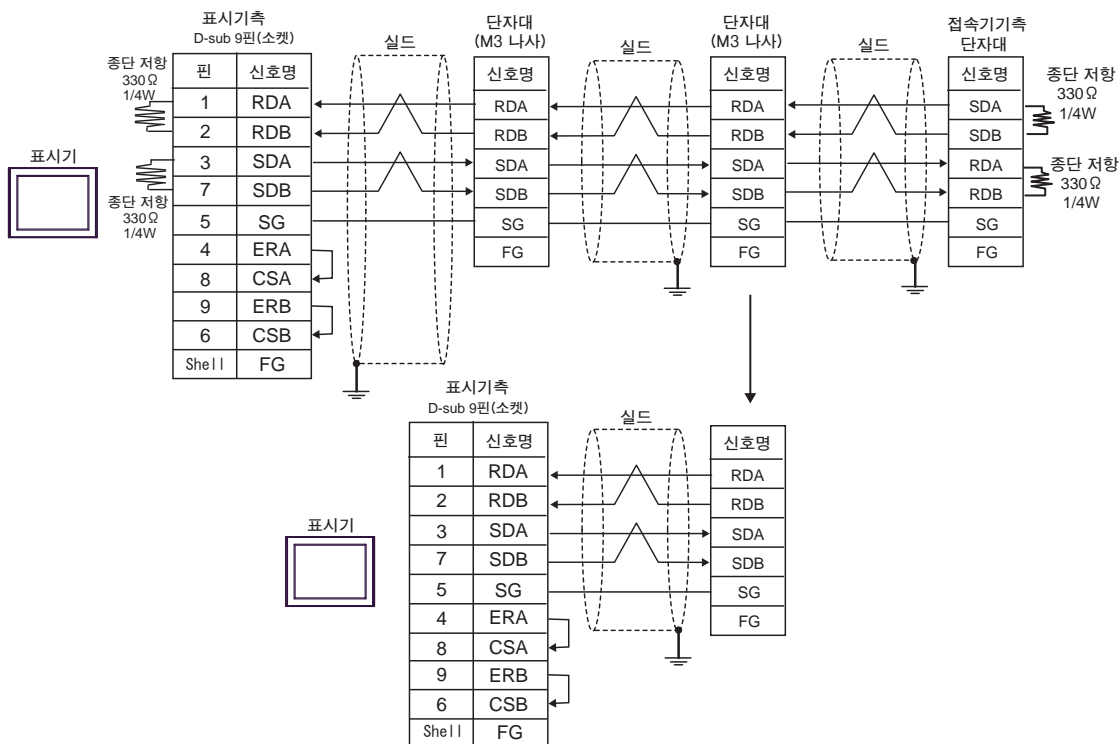 표시기측
D-sub 9핀(소켓)
실드
단자대
(M3 나사)
실드
단자대
(M3 나사)
실드
접속기기측
단자대
종단 저항
330Ω
1/4W
핀 신호명
1 RDA
2 RDB
3 SDA
7 SDB
5 SG
4 ERA
8 CSA
9 ERB
6 CSB
Shell FG
표시기
종단 저항
330Ω
1/4W
신호명
RDA
RDB
SDA
SDB
SG
FG
신호명
RDA
RDB
SDA
SDB
SG
FG
신호명
SDA
SDB
RDA
RDB
SG
FG
종단 저항
330Ω
1/4W
종단 저항
330Ω
1/4W
표시기측
D-sub 9핀(소켓)
실드
표시기
핀 신호명
1 RDA
2 RDB
3 SDA
7 SDB
5 SG
4 ERA
8 CSA
9 ERB
6 CSB
Shell FG
신호명
RDA
RDB
SDA
SDB
SG
FG